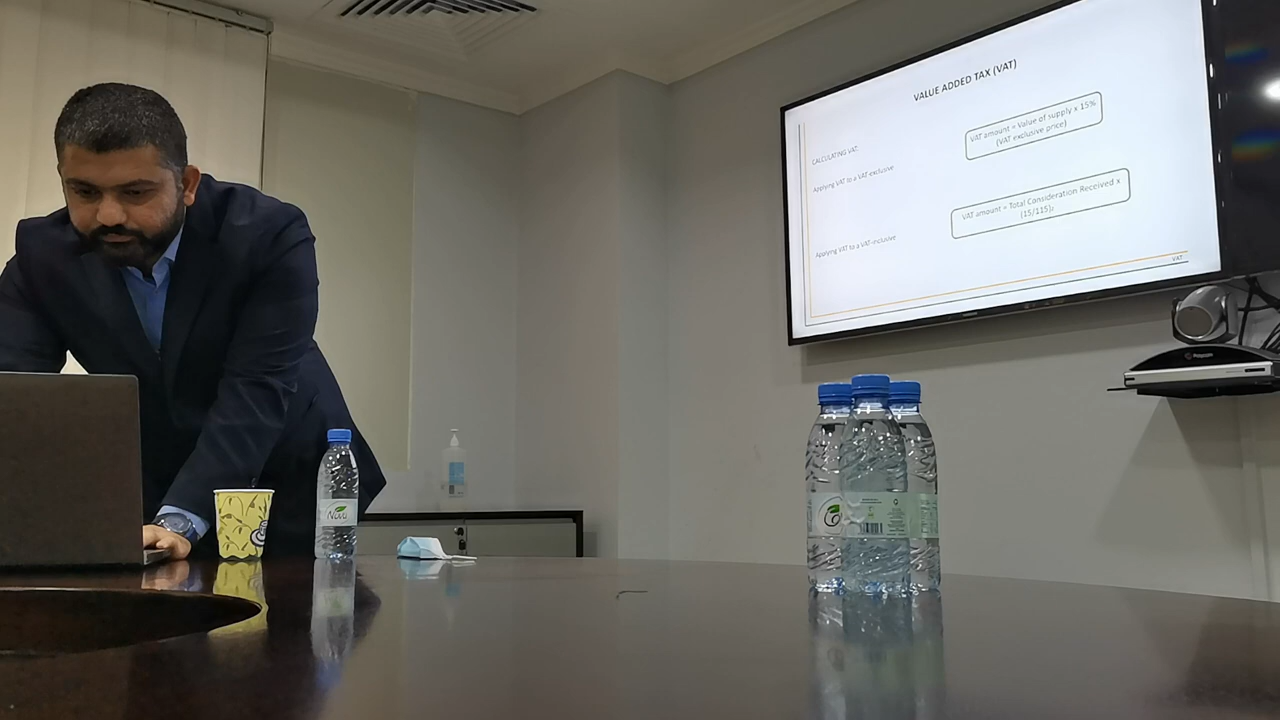 VALUE ADDED TAX (VAT)
VAT amount = Value of supply x 15%
(VAT exclusive price)
CALCULATING VAT:
Applying VAT to a VAT-exclusive
VAT amount = Total Consideration Received x
(15/115):
Applying VAT to a VAT-inclusive
VAT
Nova